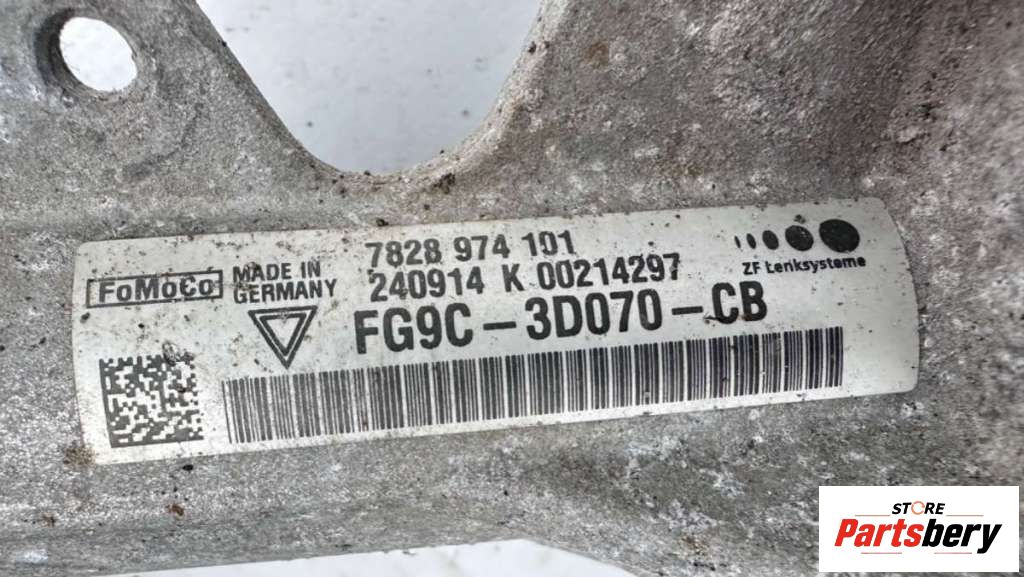 FoMoCo
MADE IN
GERMANY
7828 974 101
240914 K 00214297
FG9C-3D070-CB
ZF Lenksysteme
STORE
Partsbery